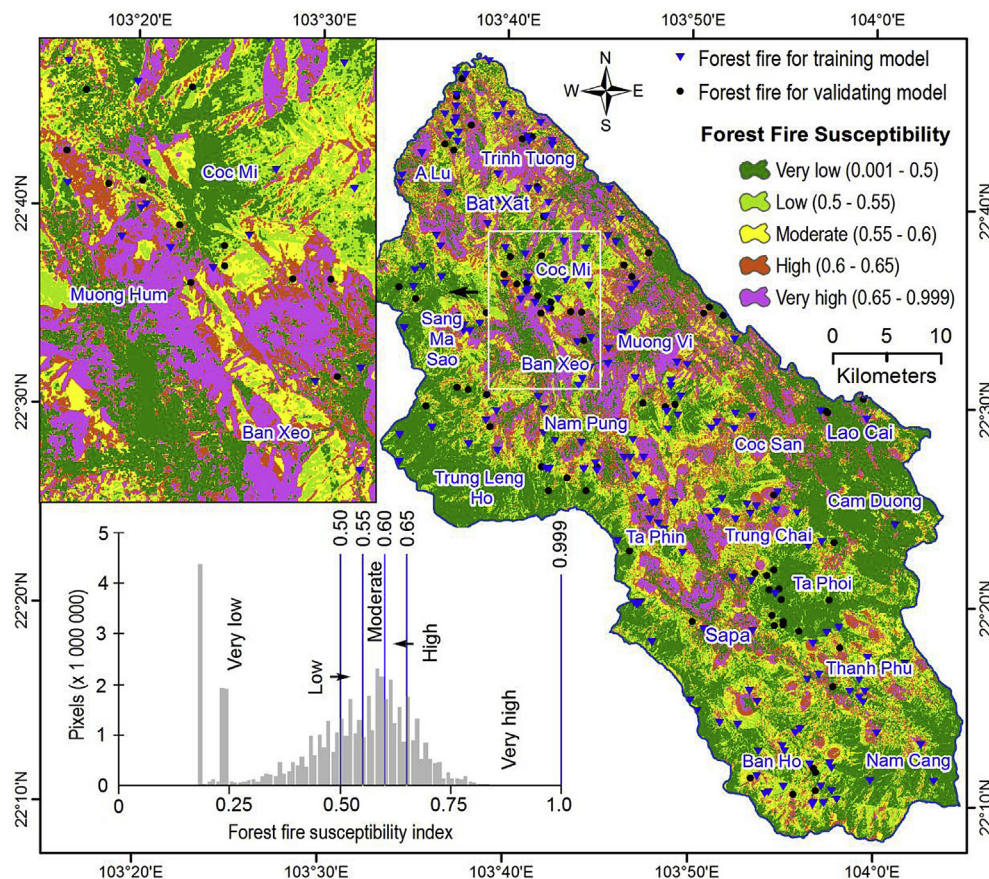 103°20'E
103°30'E
103°40'E
103°50'E
104°0'E
N
W
E
S
Forest fire for training model
Forest fire for validating model
Forest Fire Susceptibility
Very low (0.001 - 0.5)
Low (0.5 - 0.55)
Moderate (0.55 - 0.6)
High (0.6 - 0.65)
Very high (0.65 - 0.999)
0 5 10
Kilometers
22°40'N
22°30'N
22°20'N
22°10'N
Coc Mi
Muong Hum
Ban Xeo
Trinh Tuong
A Lu
Bat Xat
Coc Mi
Sang
Ma
Sao
Muong Vi
Ban Xeo
Nam Pung
Coc San
Lao Cai
Trung Leng
Ho
Cam Duong
Ta Phin
Trung Chai
Ta Phoi
Sapa
Thanh Phu
Ban Ho
Nam Cang
22°40'N
22°30'N
22°20'N
22°10'N
Pixels (x 1 000 000)
5
4
3
2
1
0
Very low
Low
0.50
0.55
Moderate
0.60
0.65
High
Very high
0.999
0
0.25
0.50
0.75
1.0
Forest fire susceptibility index
103°20'E
103°30'E
103°40'E
103°50'E
104°0'E